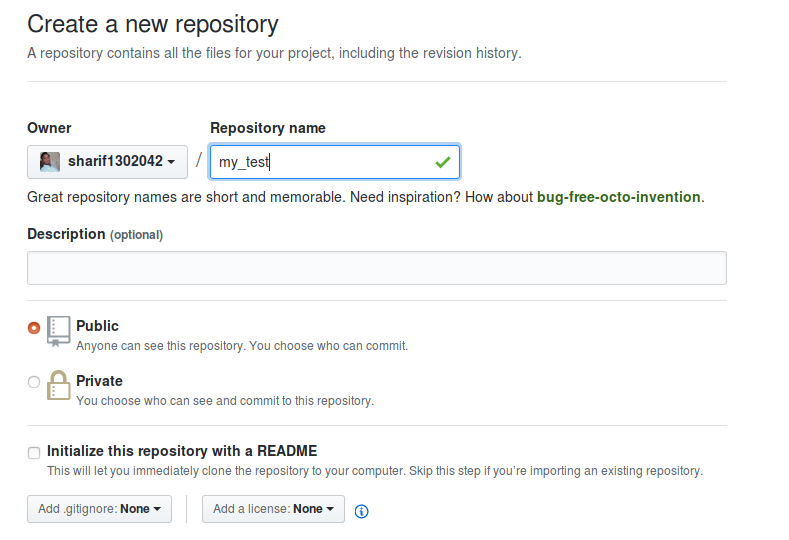 Create a new repository
A repository contains all the files for your project, including the revision history.
Owner
Repository name
sharif1302042 / my_test
Great repository names are short and memorable. Need inspiration? How about bug-free-octo-invention.
Description (optional)
Public
Anyone can see this repository. You choose who can commit.
Private
You choose who can see and commit to this repository.
Initialize this repository with a README
This will let you immediately clone the repository to your computer. Skip this step if you’re importing an existing repository.
Add .gitignore: None
Add a license: None